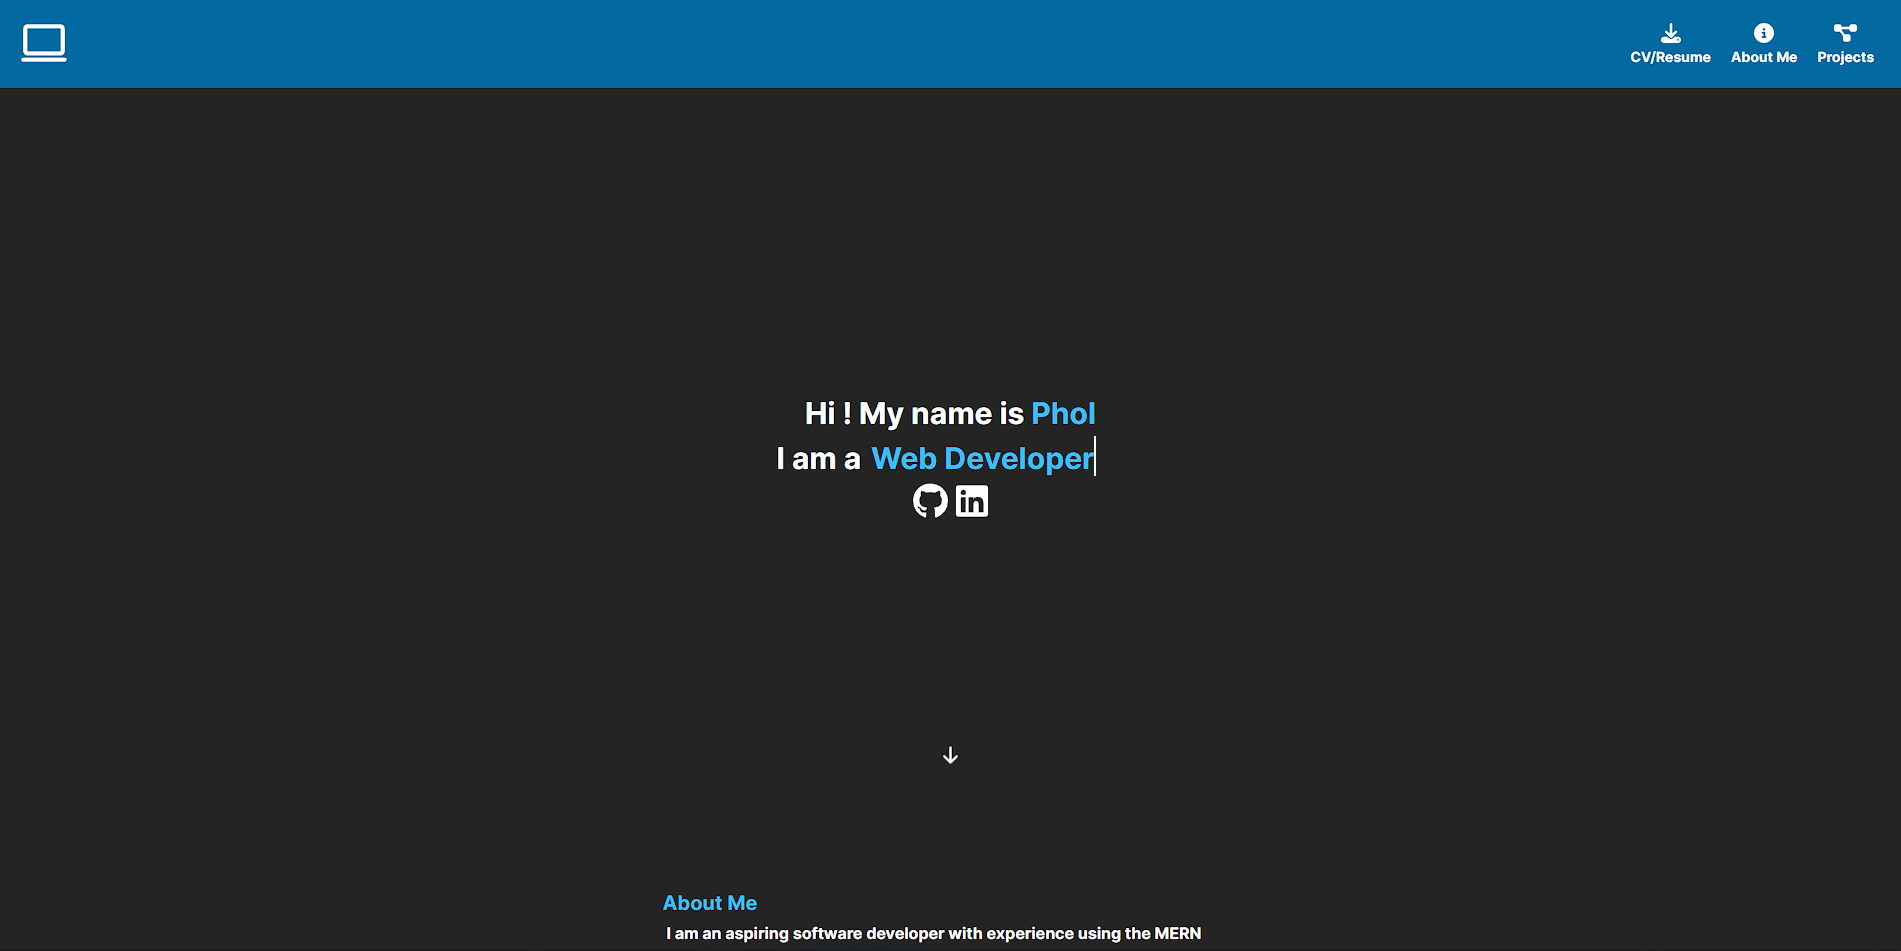 CV/Resume About Me Projects
Hi ! My name is Phol
I am a Web Developer
About Me
I am an aspiring software developer with experience using the MERN